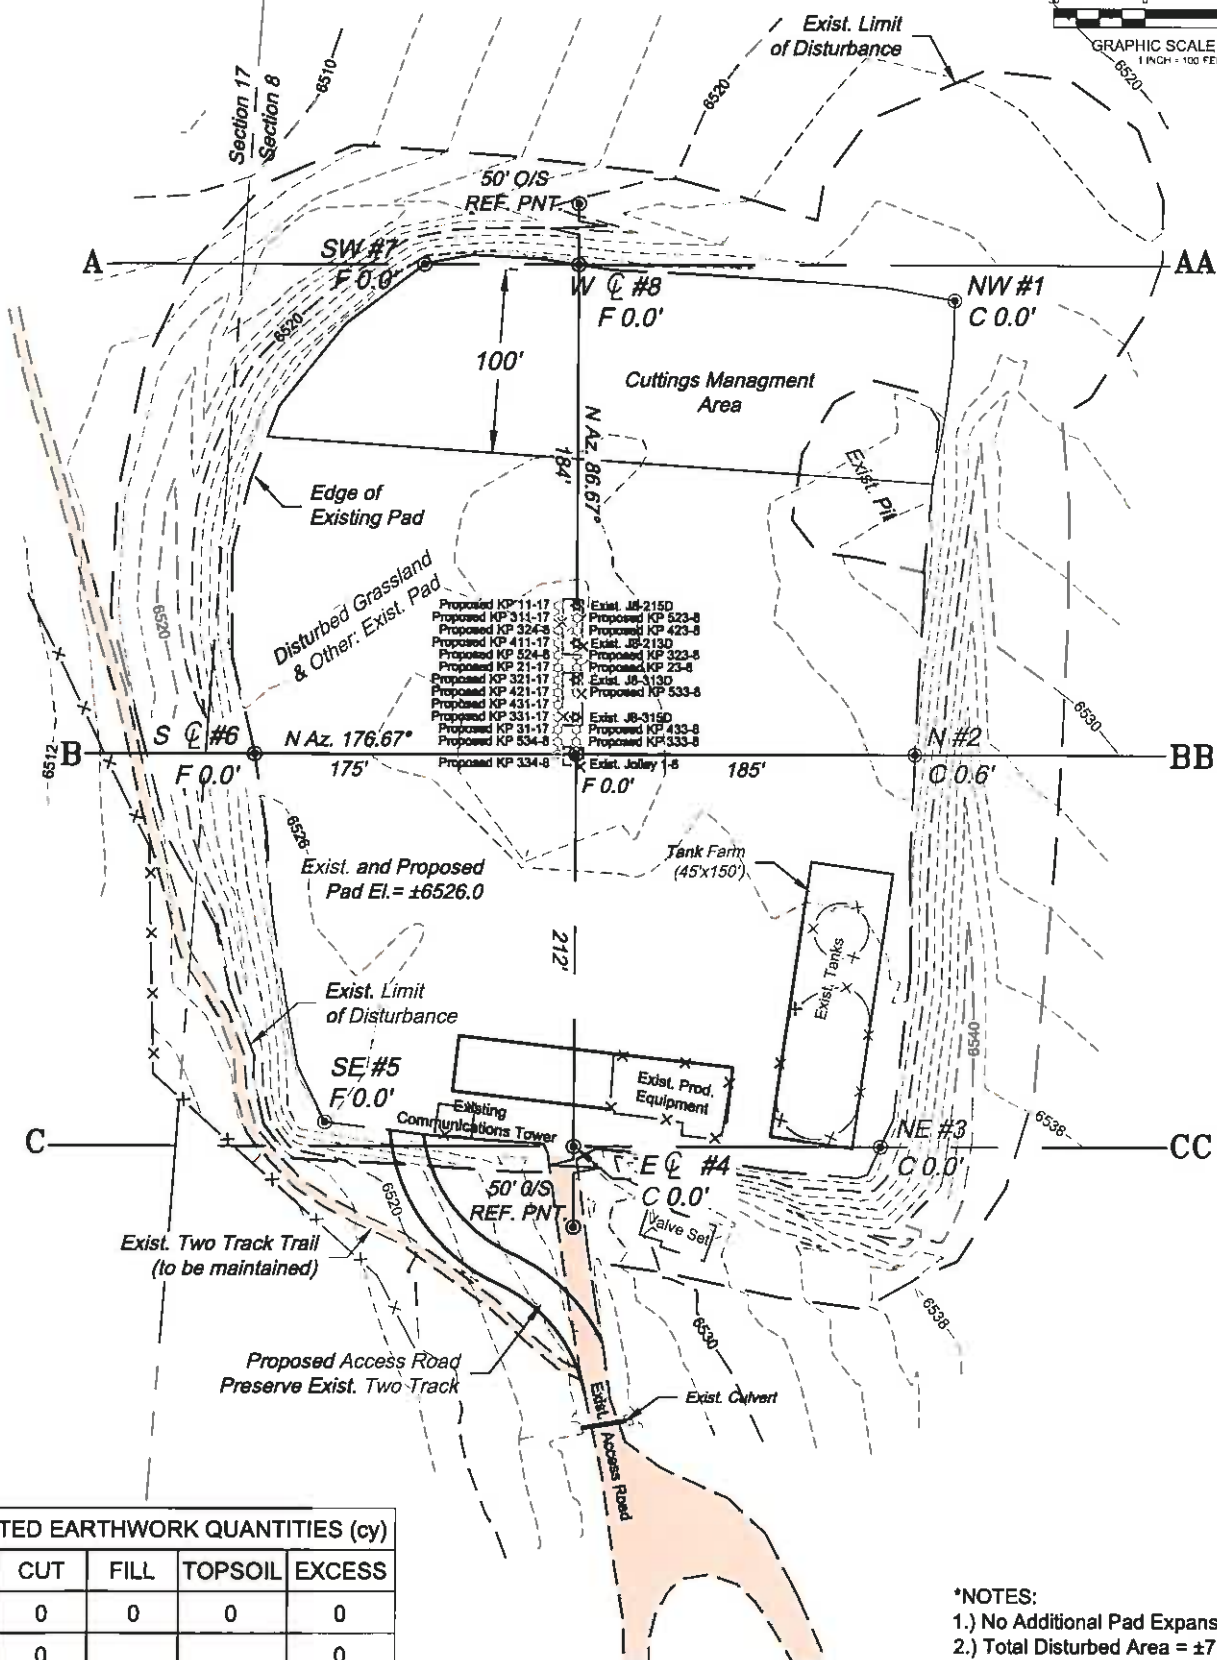 Exist. Limit
of Disturbance
GRAPHIC SCALE
1 INCH = 100 FE
6510
6520
6520
Section 17
Section 8
50' O/S
REF. PNT.
A
AA
SW #7
F 0.0'
W ℄ #8
F 0.0'
NW #1
C 0.0'
6520
100'
Cuttings Managment
Area
N Az. 86.67°
184'
Exist. Pit
Edge of
Existing Pad
Disturbed Grassland
& Other: Exist. Pad
6520
Proposed KP 11-17
Proposed KP 311-17
Proposed KP 324-8
Proposed KP 411-17
Proposed KP 524-8
Proposed KP 21-17
Proposed KP 321-17
Proposed KP 421-17
Proposed KP 431-17
Proposed KP 331-17
Proposed KP 31-17
Proposed KP 534-8
Proposed KP 334-8
Exist. J8-215D
Proposed KP 523-8
Proposed KP 423-8
Exist. J8-213D
Proposed KP 323-8
Proposed KP 23-8
Exist. J8-313D
Proposed KP 533-8
Exist. J8-315D
Proposed KP 433-8
Proposed KP 333-8
Exist. Jolley 1-8
6530
6512
B
S ℄ #6
F 0.0'
N Az. 176.67°
175'
F 0.0'
185'
N #2
C 0.6'
BB
6526
Exist. and Proposed
Pad El.= ±6526.0
Tank Farm
(45'x150')
212'
Exist. Tanks
Exist. Limit
of Disturbance
6540
SE #5
F 0.0'
Exist. Prod.
Equipment
Existing
Communications Tower
6538
C
CC
E ℄ #4
C 0.0'
NE #3
C 0.0'
6520
50' O/S
REF. PNT.
Valve Set
Exist. Two Track Trail
(to be maintained)
6530
6538
Proposed Access Road
Preserve Exist. Two Track
Exist. Culvert
Exist. Access Road
TED EARTHWORK QUANTITIES (cy)
CUT FILL TOPSOIL EXCESS
0 0 0 0
0 0
*NOTES:
1.) No Additional Pad Expans
2.) Total Disturbed Area = ±7